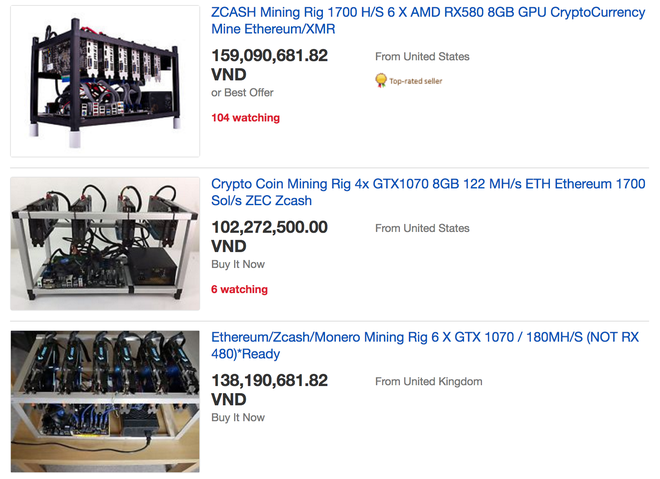 ZCASH Mining Rig 1700 H/S 6 X AMD RX580 8GB GPU CryptoCurrency
Mine Ethereum/XMR
159,090,681.82
VND
or Best Offer
104 watching
From United States
Top-rated seller
Crypto Coin Mining Rig 4x GTX1070 8GB 122 MH/s ETH Ethereum 1700
Sol/s ZEC Zcash
102,272,500.00
VND
Buy It Now
6 watching
From United States
Ethereum/Zcash/Monero Mining Rig 6 X GTX 1070 / 180MH/S (NOT RX
480)*Ready
138,190,681.82
VND
Buy It Now
From United Kingdom